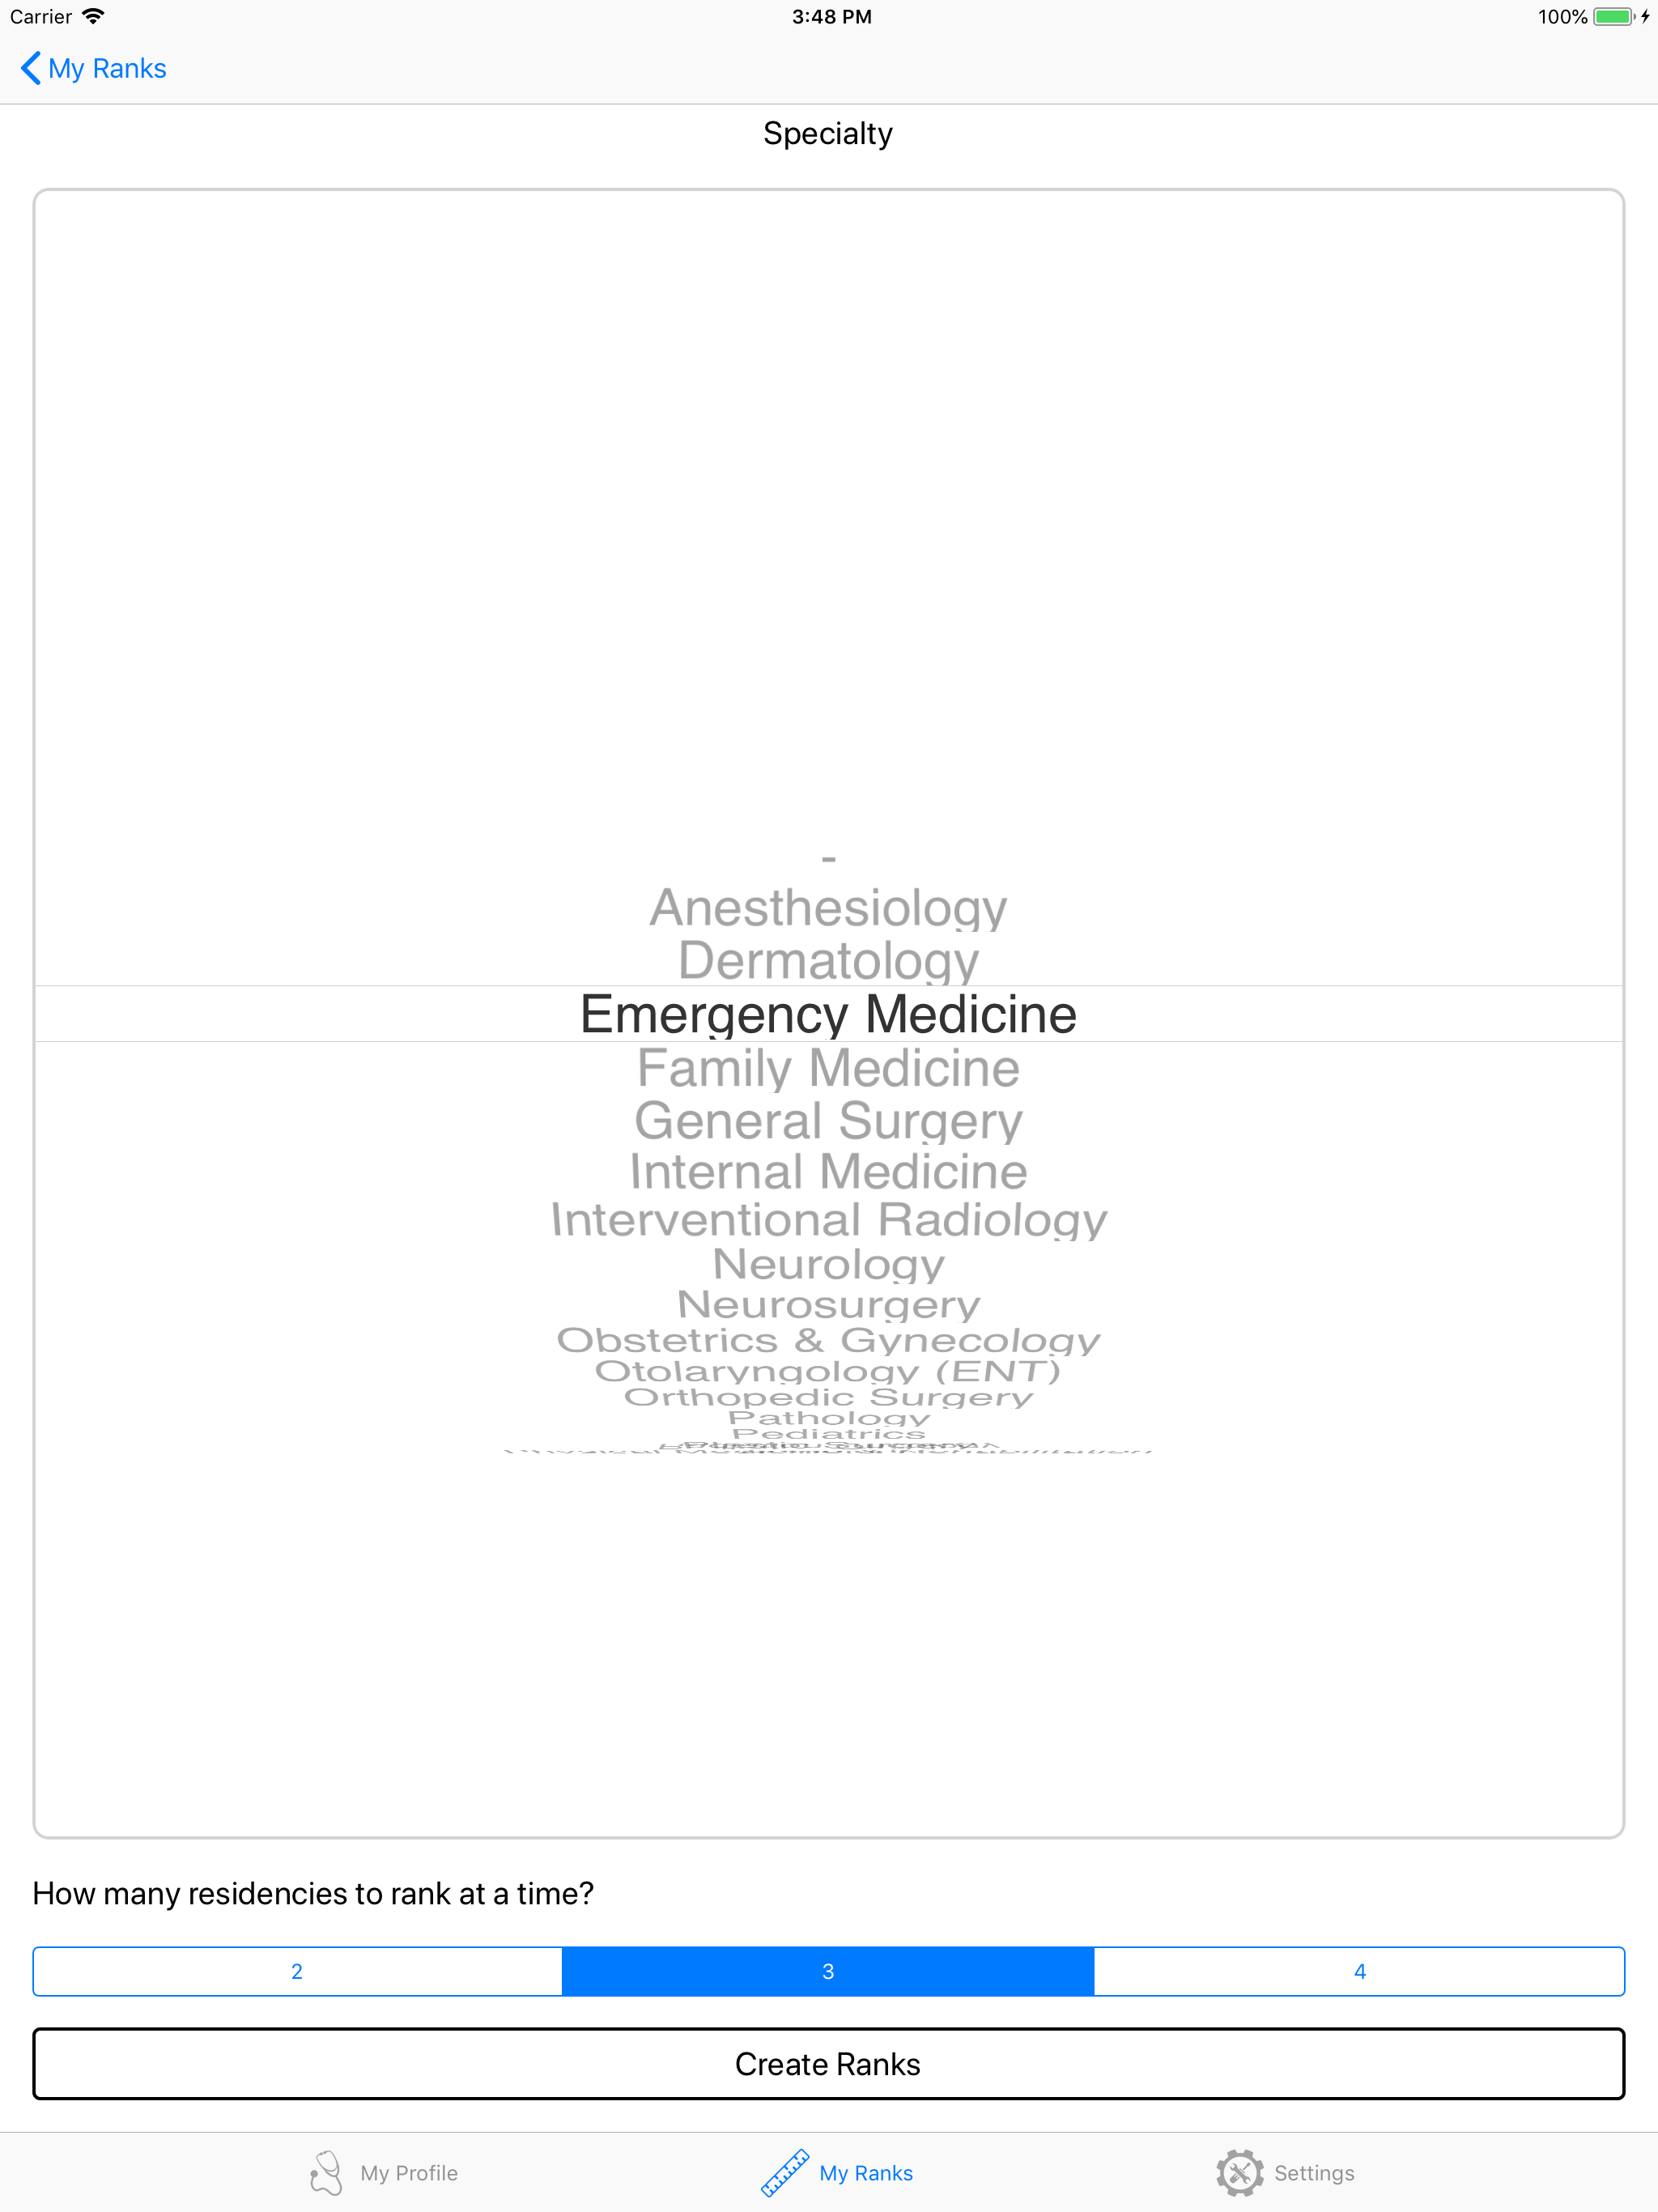 Carrier 3:48 PM 100%
My Ranks
Specialty
-
Anesthesiology
Dermatology
Emergency Medicine
Family Medicine
General Surgery
Internal Medicine
Interventional Radiology
Neurology
Neurosurgery
Obstetrics & Gynecology
Otolaryngology (ENT)
Orthopedic Surgery
Pathology
Pediatrics
How many residencies to rank at a time?
2 3 4
Create Ranks
My Profile My Ranks Settings